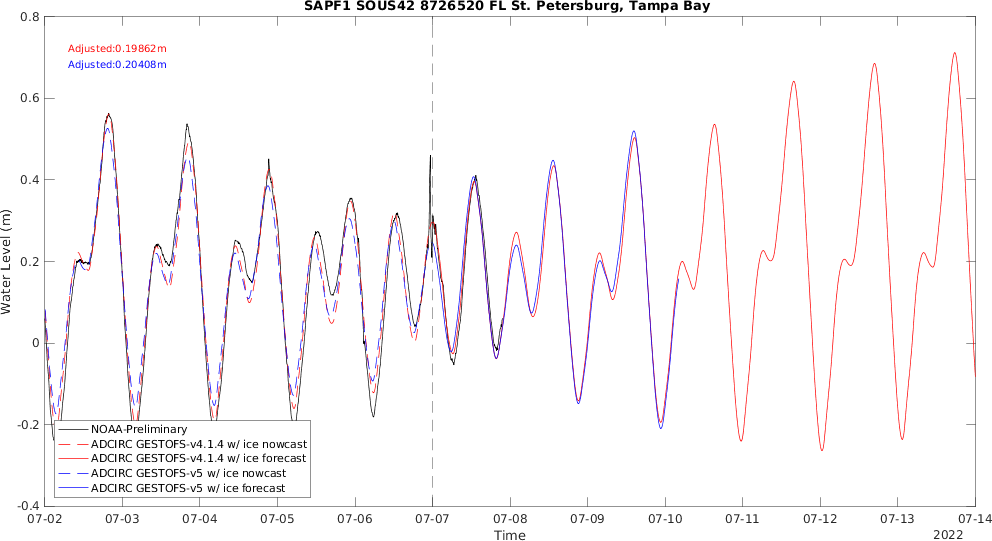 SAPF1 SOUS42 8726520 FL St. Petersburg, Tampa Bay
Adjusted:0.19862m
Adjusted:0.20408m
0.8
0.6
0.4
0.2
0
-0.2
-0.4
Water Level (m)
NOAA-Preliminary
ADCIRC GESTOFS-v4.1.4 w/ ice nowcast
ADCIRC GESTOFS-v4.1.4 w/ ice forecast
ADCIRC GESTOFS-v5 w/ ice nowcast
ADCIRC GESTOFS-v5 w/ ice forecast
07-02 07-03 07-04 07-05 07-06 07-07 07-08 07-09 07-10 07-11 07-12 07-13 07-14
Time
2022